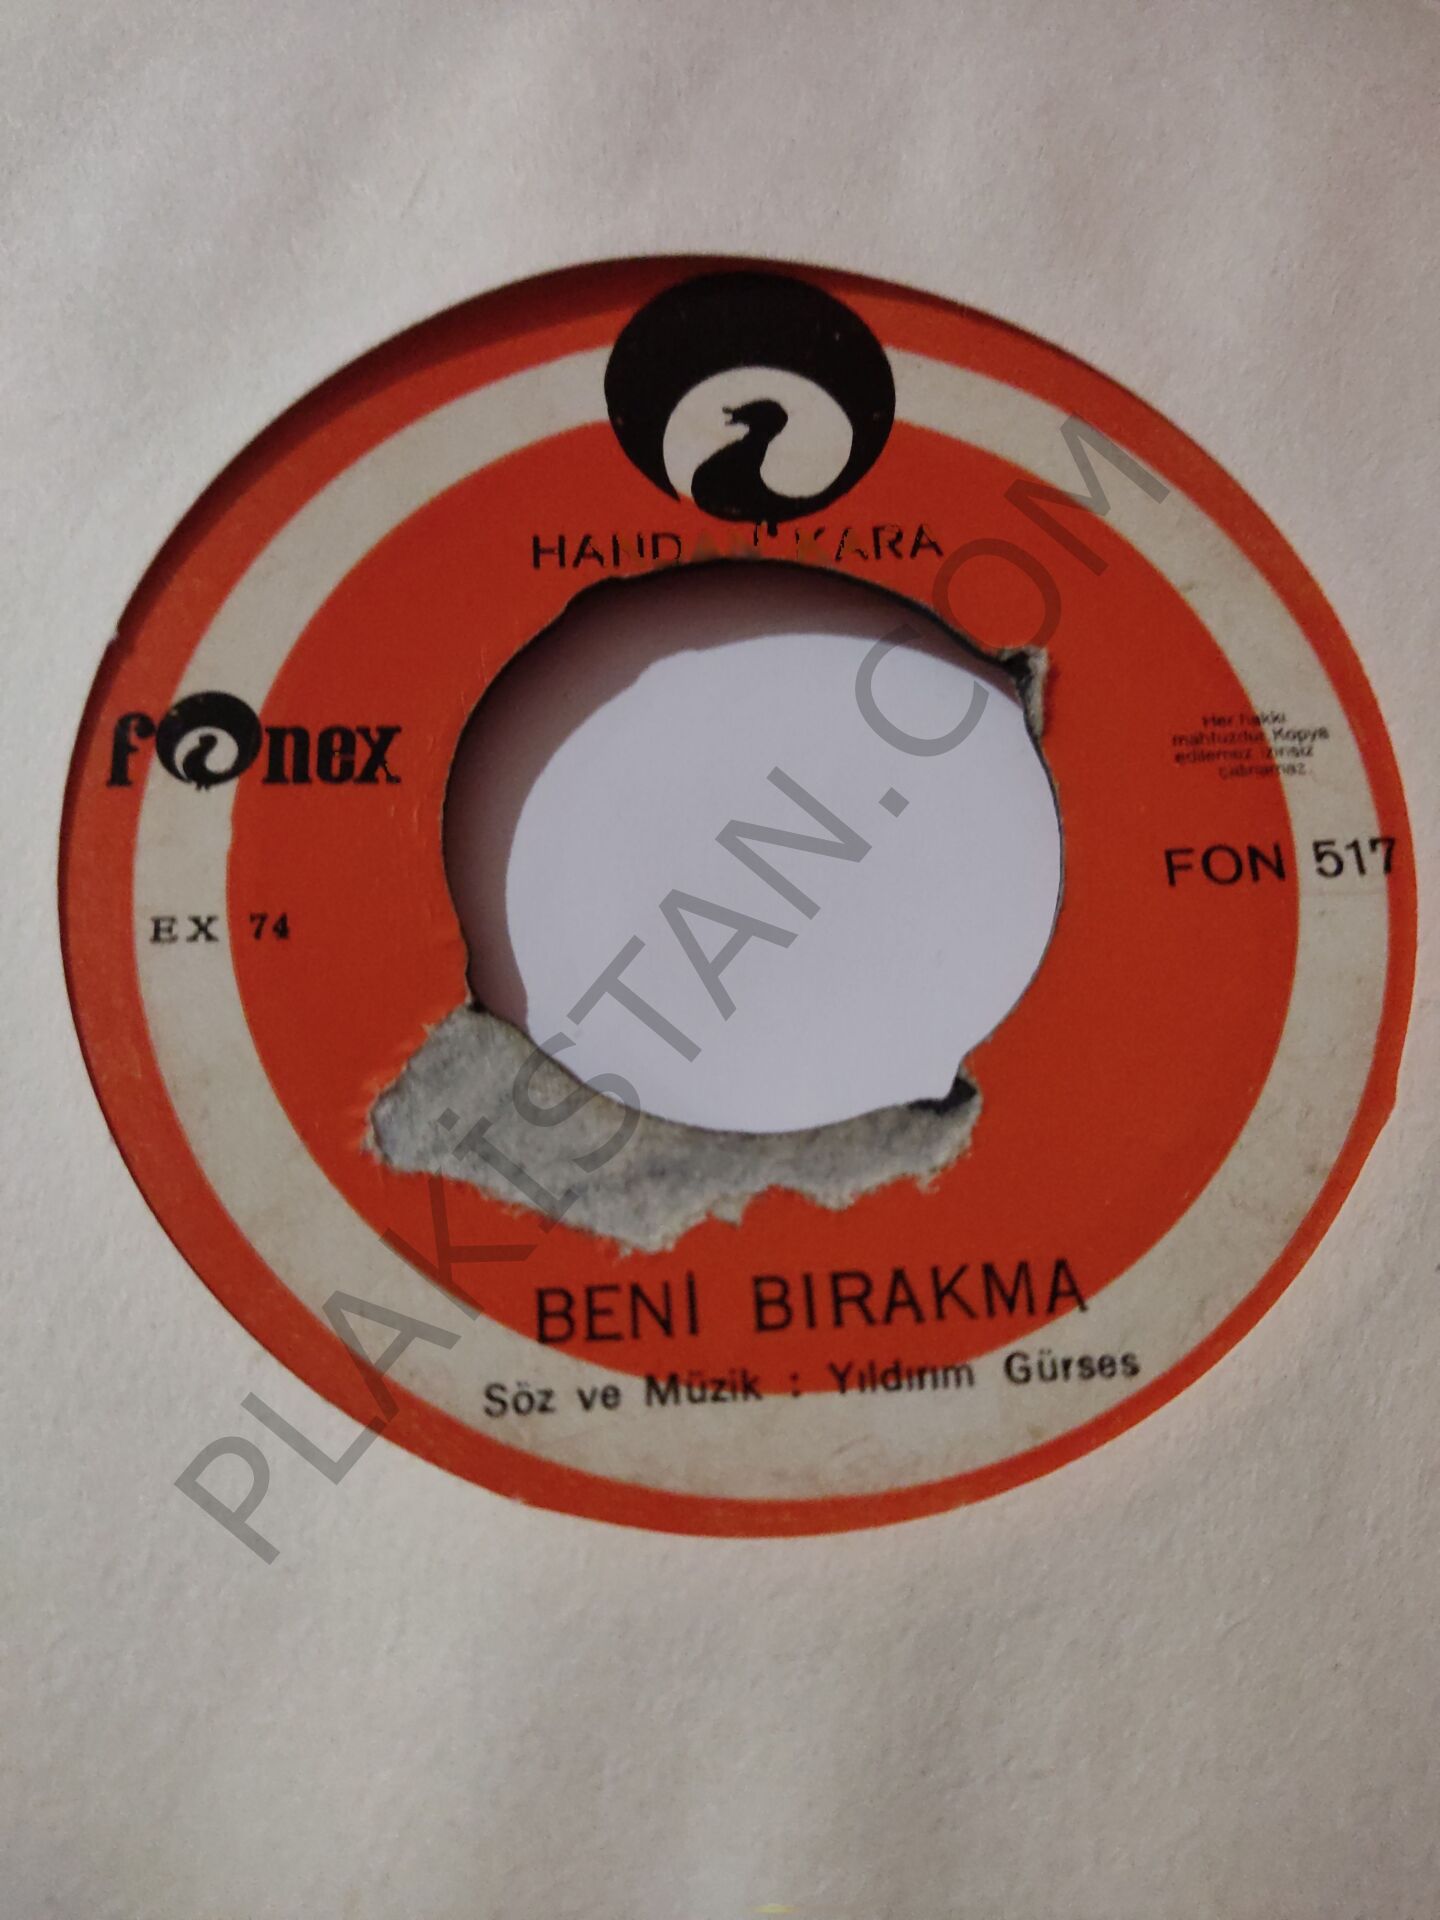 HANDAN KARA
fonex
Her hakkı
mahfuzdur. Kopya
edilemez izinsiz
çalınamaz.
FON 517
EX 74
BENİ BIRAKMA
Söz ve Müzik : Yıldırım Gürses
PLAKİSTAN.COM